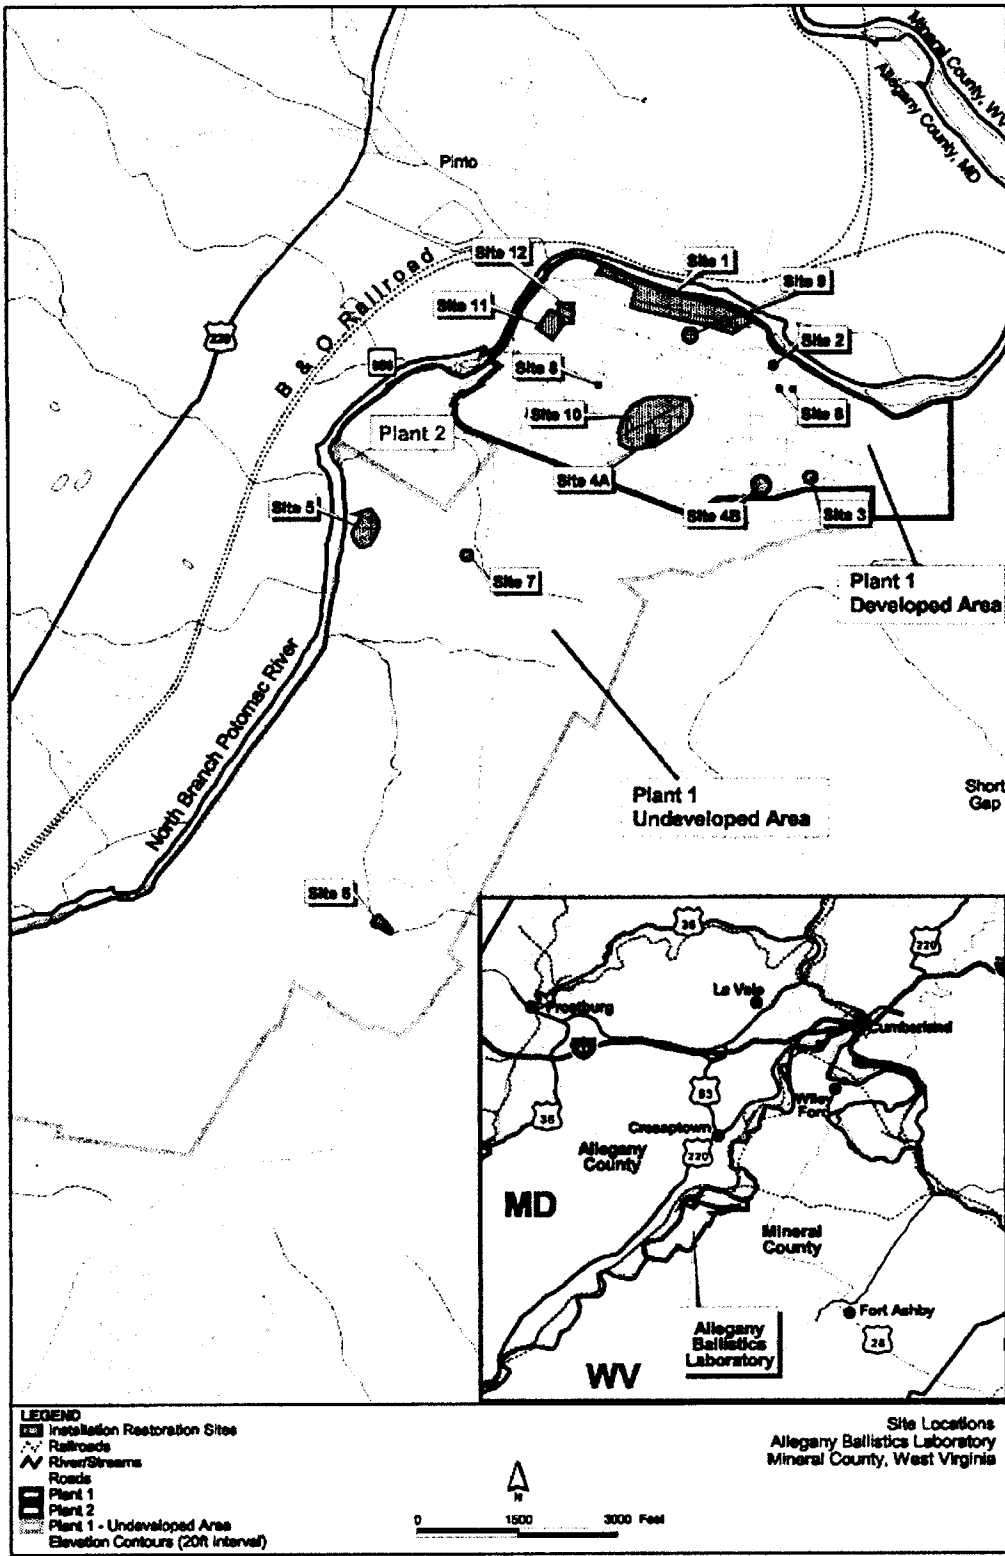 Mineral County, WV
Allegany County, MD
Pinto
B & O Railroad
220
956
Site 12
Site 1
Site 9
Site 11
Site 2
Site 8
Site 6
Site 10
Plant 2
Site 4A
Site 4B
Site 3
Site 5
Site 7
Plant 1
Developed Area
North Branch Potomac River
Plant 1
Undeveloped Area
Short
Gap
Site 5
36
220
La Vale
Frostburg
Cumberland
53
Wiley
Ford
36
Cresaptown
Allegany
County
220
MD
Mineral
County
Fort Ashby
28
Allegany
Ballistics
Laboratory
WV
LEGEND
Installation Restoration Sites
Railroads
River/Streams
Roads
Plant 1
Plant 2
Plant 1 - Undeveloped Area
Elevation Contours (20ft interval)
N
0 1500 3000 Feet
Site Locations
Allegany Ballistics Laboratory
Mineral County, West Virginia